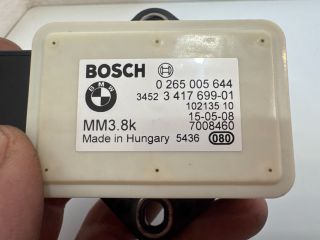 BOSCH
0 265 005 644
BMW
3452 3 417 699-01
102135 10
15-05-08
MM3.8k
7008460
Made in Hungary 5436 080